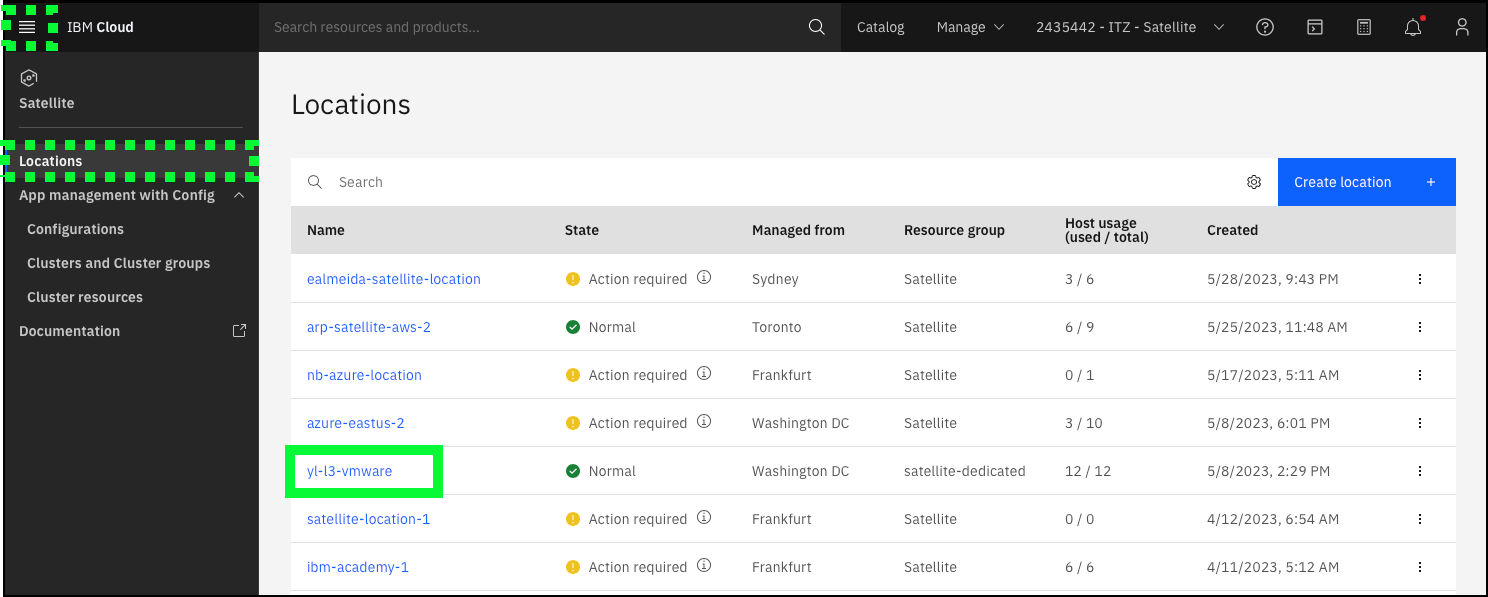 IBM Cloud
Search resources and products...
Catalog
Manage
2435442 - ITZ - Satellite
Satellite
Locations
App management with Config
Configurations
Clusters and Cluster groups
Cluster resources
Documentation
Locations
Search
Create location +
Name State Managed from Resource group Host usage (used / total) Created
ealmeida-satellite-location Action required Sydney Satellite 3 / 6 5/28/2023, 9:43 PM
arp-satellite-aws-2 Normal Toronto Satellite 6 / 9 5/25/2023, 11:48 AM
nb-azure-location Action required Frankfurt Satellite 0 / 1 5/17/2023, 5:11 AM
azure-eastus-2 Action required Washington DC Satellite 3 / 10 5/8/2023, 6:01 PM
yl-l3-vmware Normal Washington DC satellite-dedicated 12 / 12 5/8/2023, 2:29 PM
satellite-location-1 Action required Frankfurt Satellite 0 / 0 4/12/2023, 6:54 AM
ibm-academy-1 Action required Frankfurt Satellite 6 / 6 4/11/2023, 5:12 AM